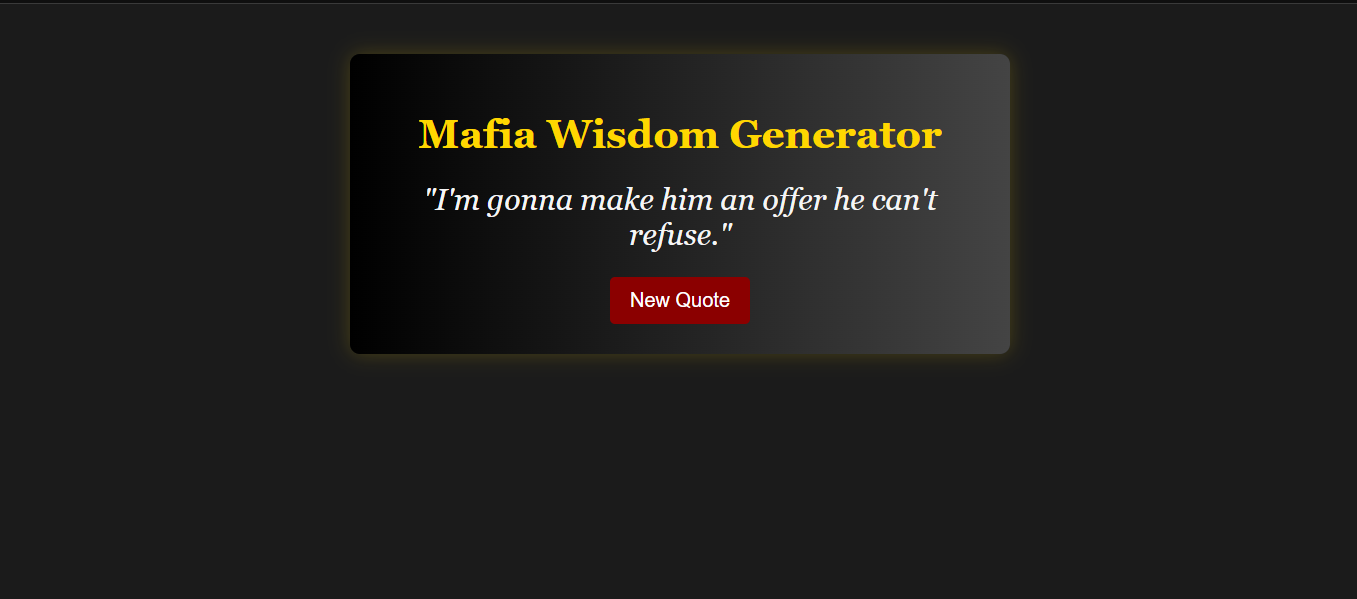 Mafia Wisdom Generator
"I'm gonna make him an offer he can't
refuse."
New Quote